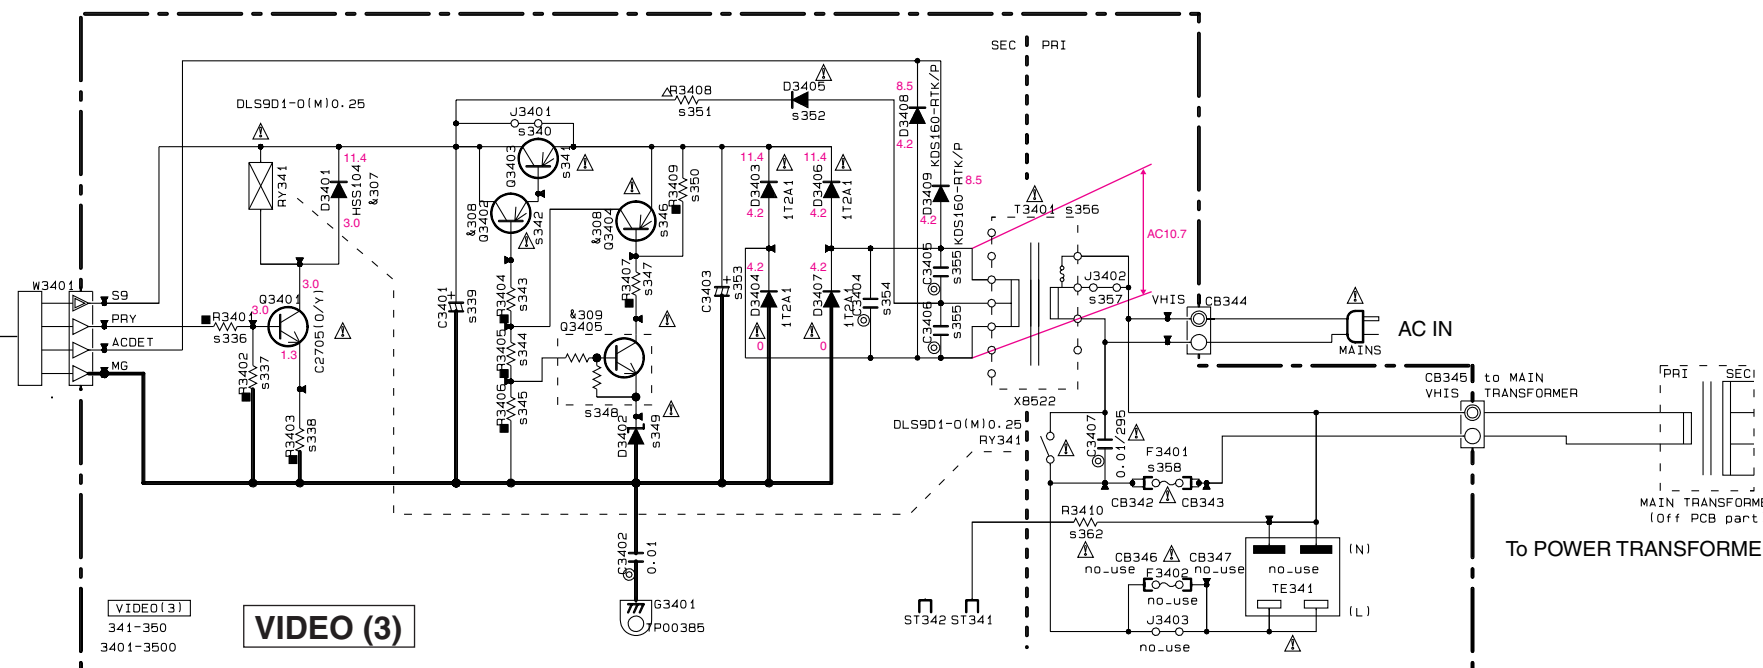 SEC PRI
DLS9D1-O(M)0.25
R3408
s351
D3405
s352
J3401
s340
8.5
D3408
4.2
KDS160-RTK/P
RY341
11.4
D3401
HSS104
&307
3.0
Q3403
s341
&308
Q3402
s342
&308
Q3404
s346
R3409
s350
11.4
D3403
1T2A1
4.2
11.4
D3406
1T2A1
4.2
D3409
KDS160-RTK/P
8.5
4.2
T3401 s356
AC10.7
W3401
S9
PRY
ACDET
MG
R3401
s336
R3402
s337
Q3401
3.0
3.0
1.3
C2705(O/Y)
R3403
s338
C3401
s339
R3404
s343
R3405
s344
R3406
s345
R3407
s347
&309
Q3405
s348
D3402
s349
C3403
s353
4.2
D3404
1T2A1
0
4.2
D3407
1T2A1
0
C3404
s354
C3405
s355
C3406
s355
J3402
s357
VHIS
CB344
MAINS
AC IN
X8522
CB345 to MAIN
VHIS TRANSFORMER
PRI SEC
DLS9D1-O(M)0.25
RY341
C3407
0.01/295
F3401
s358
CB342
CB343
R3410
s362
MAIN TRANSFORME
(Off PCB part
To POWER TRANSFORME
C3402
0.01
G3401
TP00385
CB346
no_use
CB347
no_use
F3402
no_use
J3403
no_use
(N)
no_use
TE341
(L)
ST342 ST341
VIDEO(3)
341-350
3401-3500
VIDEO (3)